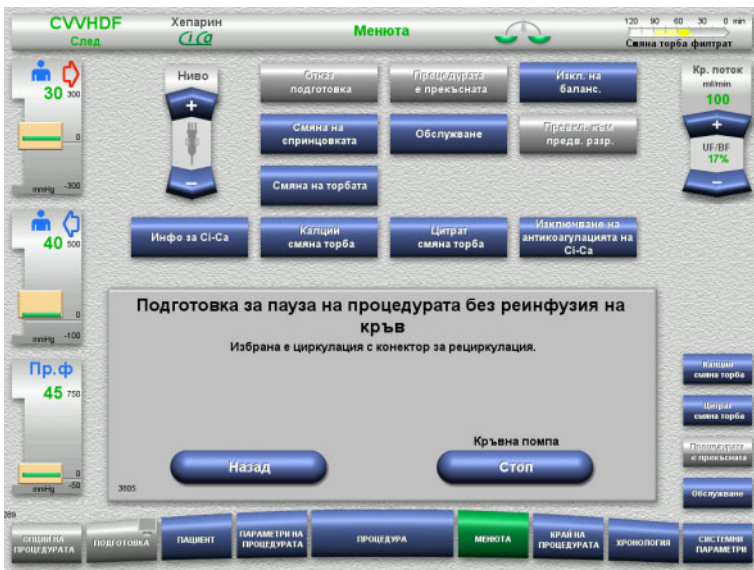 CVVHDF
След
Хепарин
CiCa
Менюта
120 90 60 30 0 min
Смяна торба филтрат
30 300
0
mmHg -300
40 500
0
mmHg -100
Пр.ф
45 750
0
mmHg -50
Ниво
+
−
Отказ
подготовка
Процедурата
е прекъсната
Изкл. на
баланс.
Смяна на
спринцовката
Обслужване
Превкл. към
предв. разр.
Смяна на торбата
Инфо за Ci-Ca
Калций
смяна торба
Цитрат
смяна торба
Изключване на
антикоагулацията на
Ci-Ca
Кр. поток
ml/min
100
+
UF/BF
17%
−
Подготовка за пауза на процедурата без реинфузия на
кръв
Избрана е циркулация с конектор за рециркулация.
Кръвна помпа
Назад
Стоп
3605
Калций
смяна торба
Цитрат
смяна торба
Процедурата
е прекъсната
Обслужване
ОПЦИИ НА
ПРОЦЕДУРАТА
ПОДГОТОВКА
ПАЦИЕНТ
ПАРАМЕТРИ НА
ПРОЦЕДУРАТА
ПРОЦЕДУРА
МЕНЮТА
КРАЙ НА
ПРОЦЕДУРАТА
ХРОНОЛОГИЯ
СИСТЕМНИ
ПАРАМЕТРИ